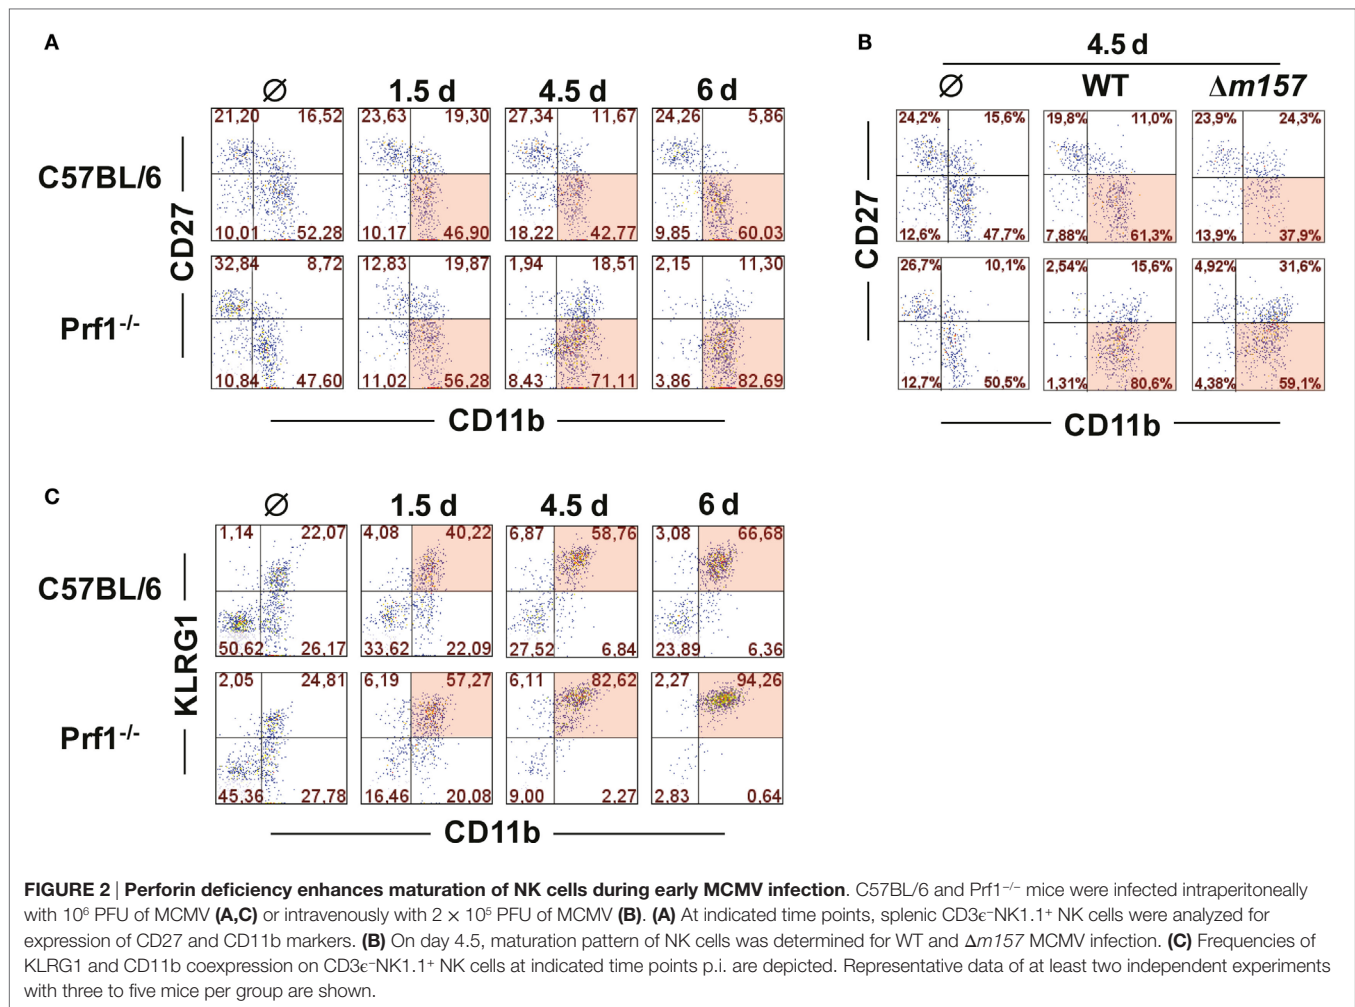 A
∅ 1.5 d 4.5 d 6 d
C57BL/6
CD27
21,20 16,52 23,63 19,30 27,34 11,67 24,26 5,86
10,01 52,28 10,17 46,90 18,22 42,77 9,85 60,03
Prf1-/-
32,84 8,72 12,83 19,87 1,94 18,51 2,15 11,30
10,84 47,60 11,02 56,28 8,43 71,11 3,86 82,69
CD11b
B
4.5 d
∅ WT Δm157
CD27
24,2% 15,6% 19,8% 11,0% 23,9% 24,3%
12,6% 47,7% 7,88% 61,3% 13,9% 37,9%
26,7% 10,1% 2,54% 15,6% 4,92% 31,6%
12,7% 50,5% 1,31% 80,6% 4,38% 59,1%
CD11b
C
∅ 1.5 d 4.5 d 6 d
C57BL/6
KLRG1
1,14 22,07 4,08 40,22 6,87 58,76 3,08 66,68
50,62 26,17 33,62 22,09 27,52 6,84 23,89 6,36
Prf1-/-
2,05 24,81 6,19 57,27 6,11 82,62 2,27 94,26
45,36 27,78 16,46 20,08 9,00 2,27 2,83 0,64
CD11b
FIGURE 2 | Perforin deficiency enhances maturation of NK cells during early MCMV infection. C57BL/6 and Prf1⁻/⁻ mice were infected intraperitoneally
with 10⁶ PFU of MCMV (A,C) or intravenously with 2 × 10⁵ PFU of MCMV (B). (A) At indicated time points, splenic CD3ϵ⁻NK1.1⁺ NK cells were analyzed for
expression of CD27 and CD11b markers. (B) On day 4.5, maturation pattern of NK cells was determined for WT and Δm157 MCMV infection. (C) Frequencies of
KLRG1 and CD11b coexpression on CD3ϵ⁻NK1.1⁺ NK cells at indicated time points p.i. are depicted. Representative data of at least two independent experiments
with three to five mice per group are shown.